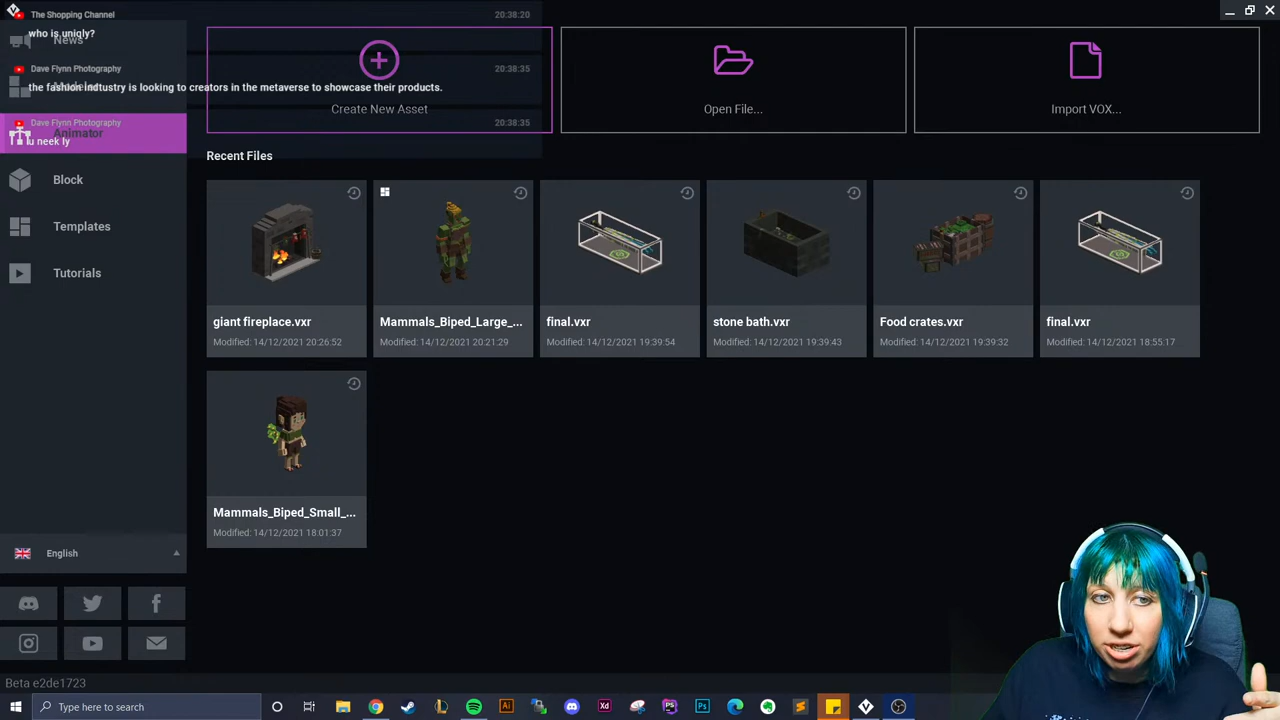 The Shopping Channel
20:38:20
who is uniqly?
News
Dave Flynn Photography
20:38:35
the fashion industry is looking to creators in the metaverse to showcase their products.
Create New Asset
Open File...
Import VOX...
Dave Flynn Photography
20:38:35
Animator
u neek ly
Recent Files
Block
Templates
Tutorials
giant fireplace.vxr
Modified: 14/12/2021 20:26:52
Mammals_Biped_Large_...
Modified: 14/12/2021 20:21:29
final.vxr
Modified: 14/12/2021 19:39:54
stone bath.vxr
Modified: 14/12/2021 19:39:43
Food crates.vxr
Modified: 14/12/2021 19:39:32
final.vxr
Modified: 14/12/2021 18:55:17
Mammals_Biped_Small_...
Modified: 14/12/2021 18:01:37
English
Beta e2de1723
Type here to search